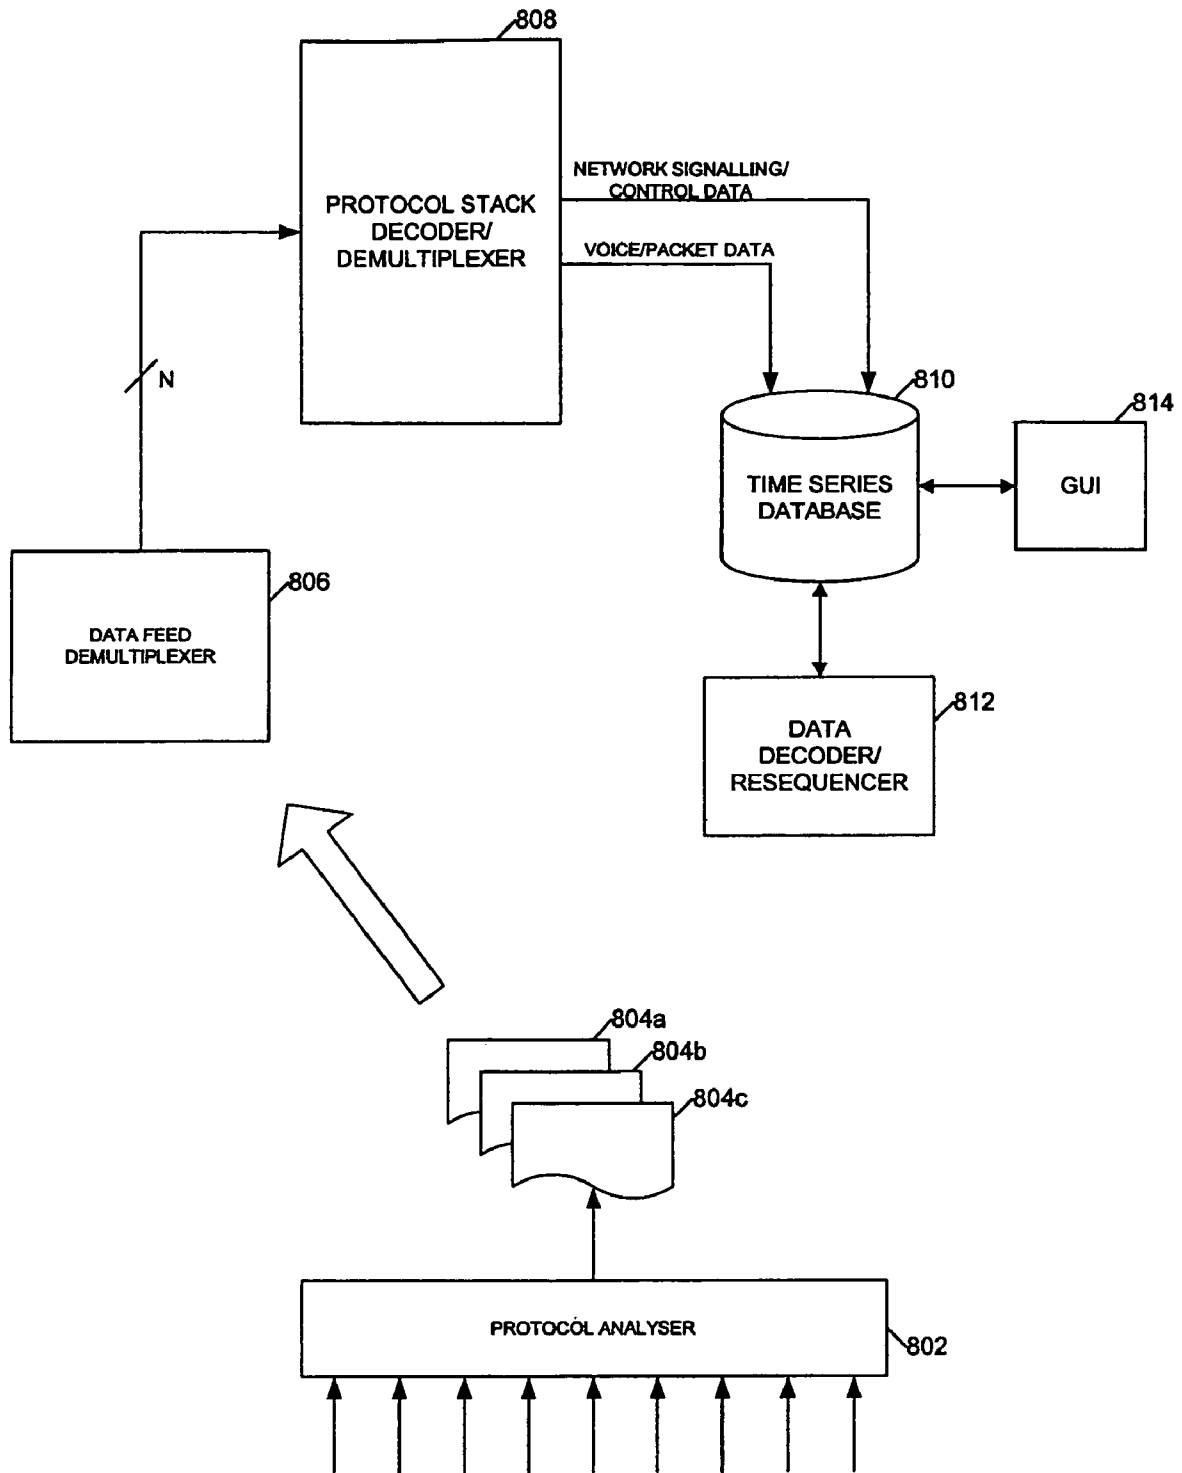 808
PROTOCOL STACK
DECODER/
DEMULTIPLEXER
NETWORK SIGNALLING/
CONTROL DATA
VOICE/PACKET DATA
N
810
TIME SERIES
DATABASE
814
GUI
806
DATA FEED
DEMULTIPLEXER
812
DATA
DECODER/
RESEQUENCER
804a
804b
804c
PROTOCOL ANALYSER
802